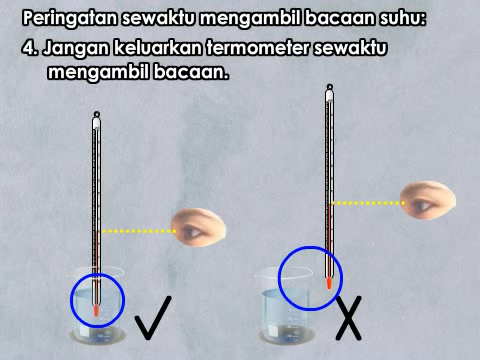 Peringatan sewaktu mengambil bacaan suhu:
4. Jangan keluarkan termometer sewaktu
mengambil bacaan.